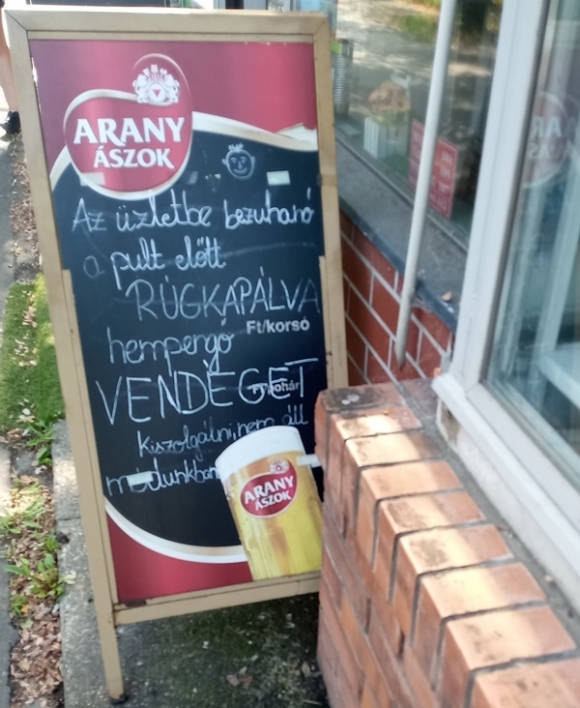 ARANY
ÁSZOK
Az üzletbe bezuhanó
a pult előtt
RÚGKAPÁLVA
Ft/korsó
hempergő
VENDÉGET
pohár
Kiszolgálni, nem áll
módunkban
ARANY
ÁSZOK